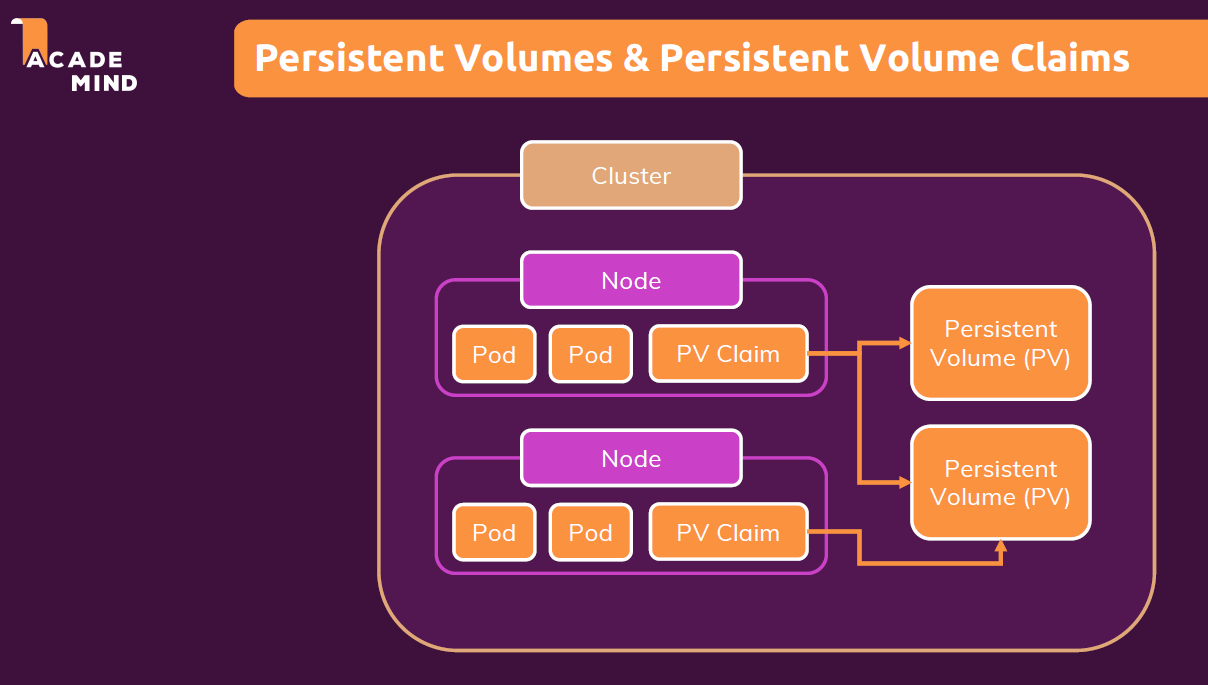 ACADE
MIND
Persistent Volumes & Persistent Volume Claims
Cluster
Node
Pod
Pod
PV Claim
Persistent
Volume (PV)
Node
Pod
Pod
PV Claim
Persistent
Volume (PV)